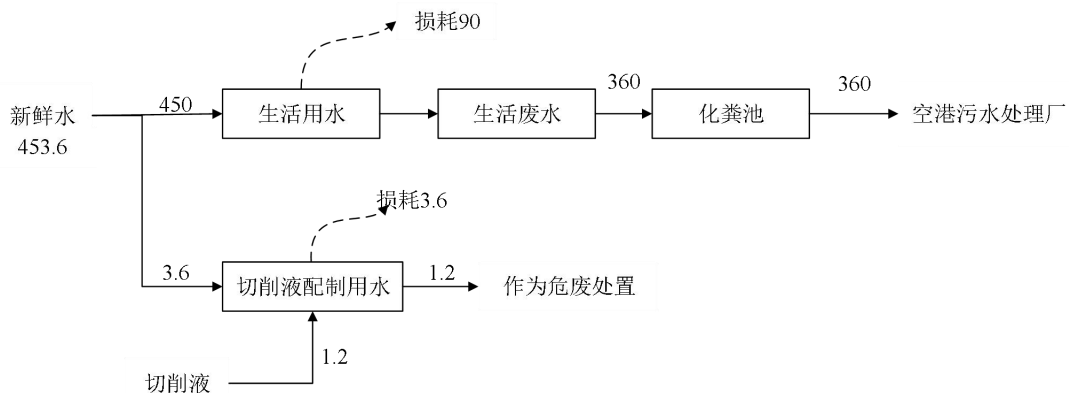 损耗90
新鲜水
453.6
450
生活用水
生活废水
360
化粪池
360
空港污水处理厂
损耗3.6
3.6
切削液配制用水
1.2
作为危废处置
1.2
切削液